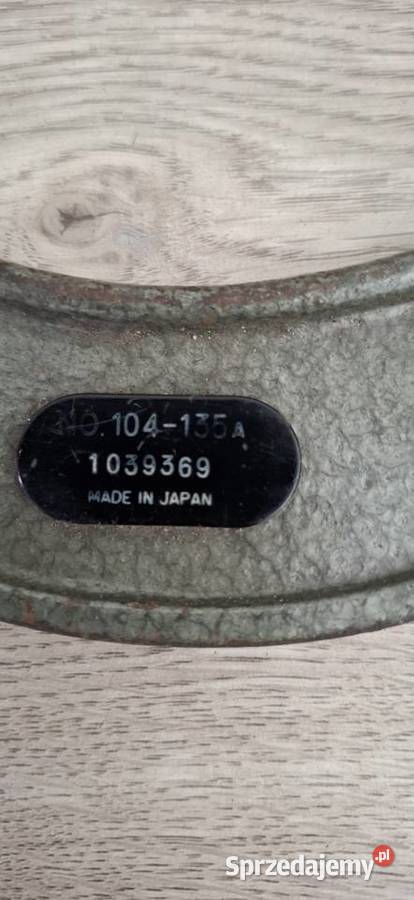 NO. 104-135A
1039369
MADE IN JAPAN
Sprzedajemy.pl